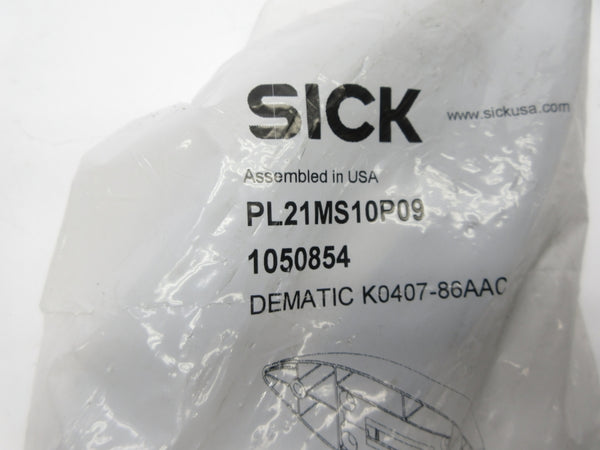 SICK
www.sickusa.com
Assembled in USA
PL21MS10P09
1050854
DEMATIC K0407-86AAC